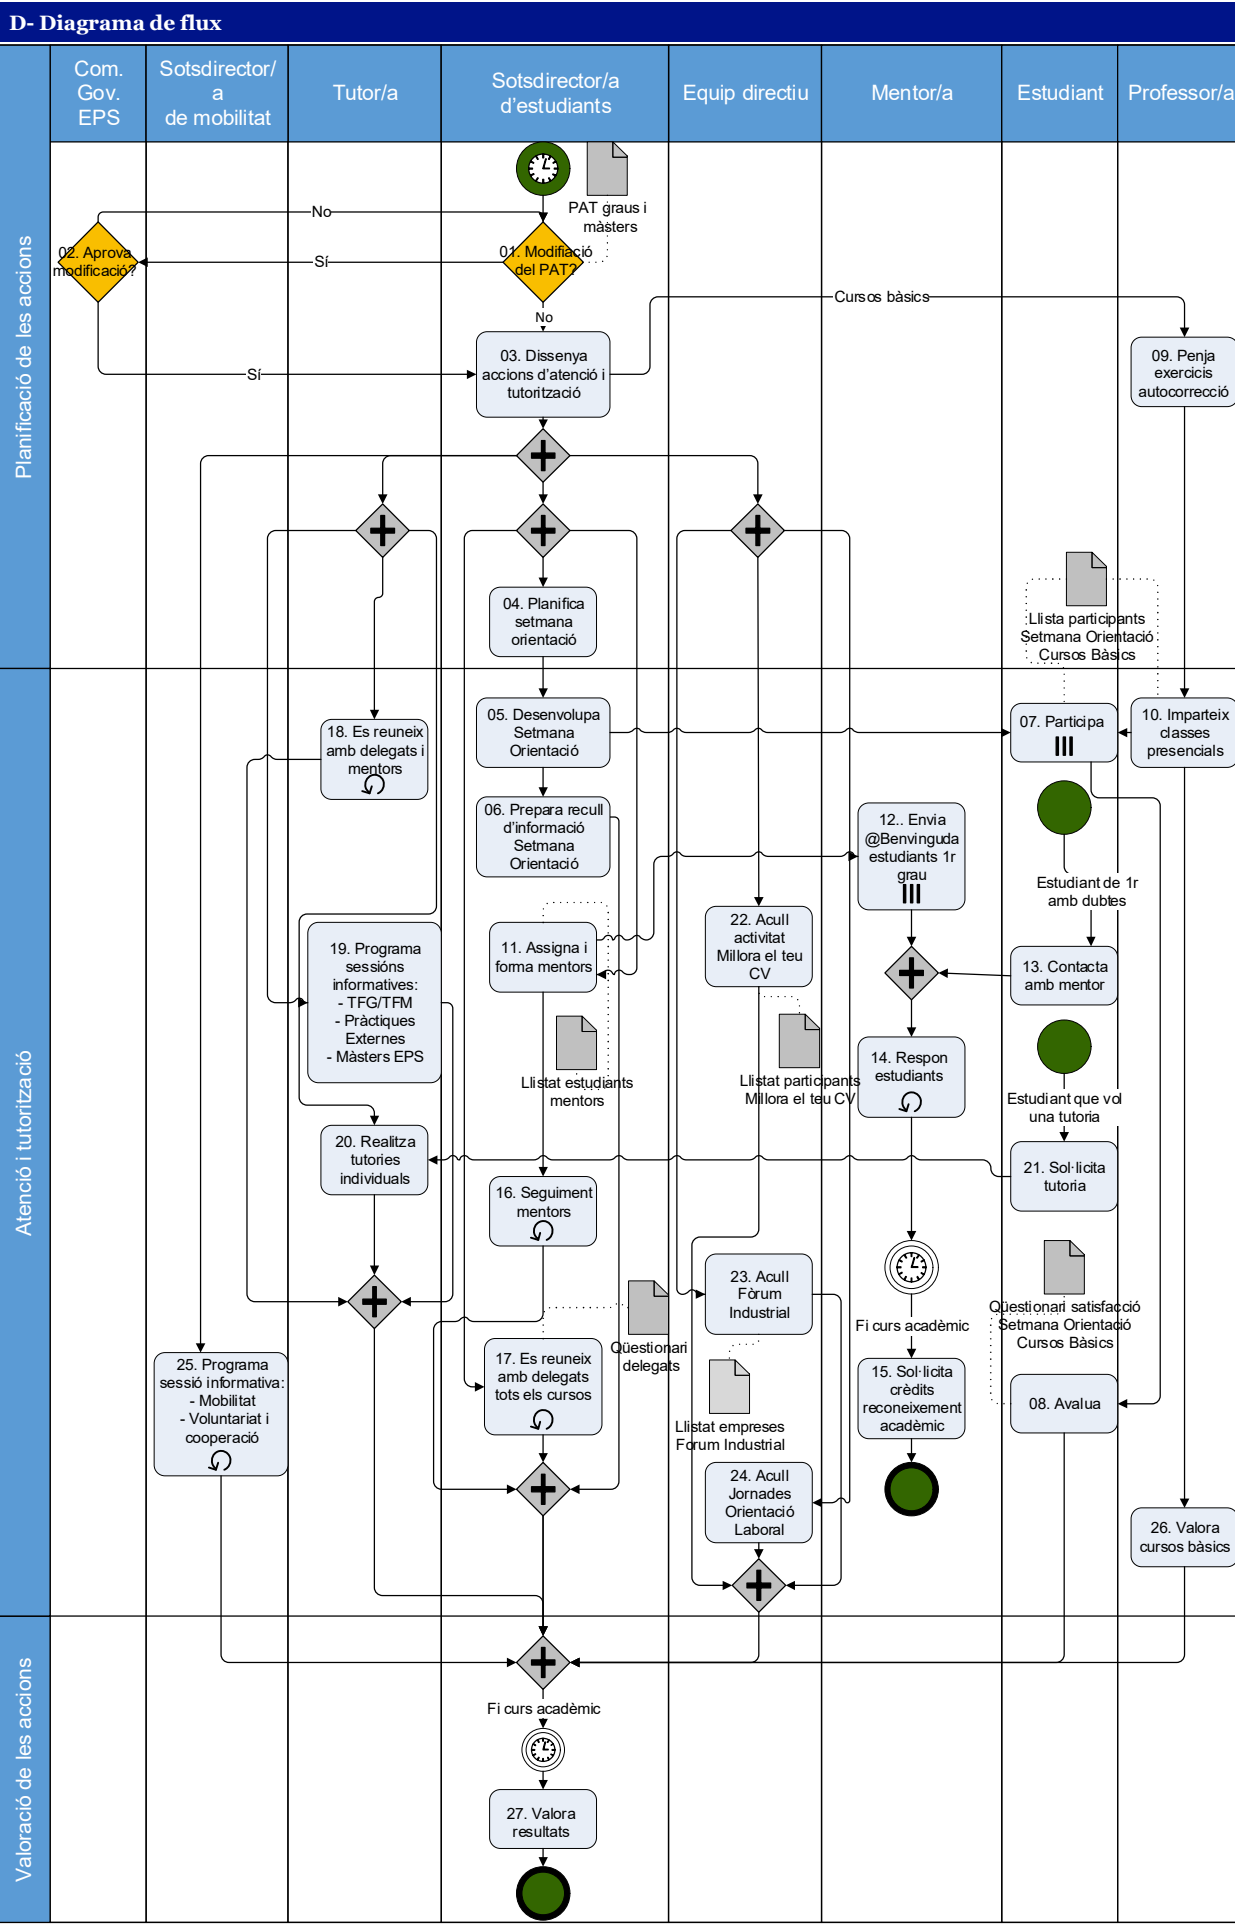 D- Diagrama de flux
Com.
Gov.
EPS
Sotsdirector/
a
de mobilitat
Tutor/a
Sotsdirector/a
d'estudiants
Equip directiu
Mentor/a
Estudiant
Professor/a
Planificació de les accions
PAT graus i
màsters
No
02. Aprova
modificació?
Sí
01. Modifiació
del PAT?
No
Cursos bàsics
03. Dissenya
accions d'atenció i
tutorització
Sí
09. Penja
exercicis
autocorrecció
04. Planifica
setmana
orientació
Llista participants
Setmana Orientació
Cursos Bàsics
Atenció i tutorització
18. Es reuneix
amb delegats i
mentors
05. Desenvolupa
Setmana
Orientació
07. Participa
10. Imparteix
classes
presencials
06. Prepara recull
d'informació
Setmana
Orientació
12.. Envia
@Benvinguda
estudiants 1r
grau
Estudiant de 1r
amb dubtes
19. Programa
sessións
informatives:
- TFG/TFM
- Pràctiques
Externes
- Màsters EPS
11. Assigna i
forma mentors
22. Acull
activitat
Millora el teu
CV
13. Contacta
amb mentor
Llistat estudiants
mentors
Llistat participants
Millora el teu CV
14. Respon
estudiants
Estudiant que vol
una tutoria
20. Realitza
tutories
individuals
21. Sol·licita
tutoria
16. Seguiment
mentors
23. Acull
Fòrum
Industrial
Fi curs acadèmic
Qüestionari satisfacció
Setmana Orientació
Cursos Bàsics
Qüestionari
delegats
25. Programa
sessió informativa:
- Mobilitat
- Voluntariat i
cooperació
17. Es reuneix
amb delegats
tots els cursos
Llistat empreses
Forum Industrial
15. Sol·licita
crèdits
reconeixement
acadèmic
08. Avalua
24. Acull
Jornades
Orientació
Laboral
26. Valora
cursos bàsics
Valoració de les accions
Fi curs acadèmic
27. Valora
resultats